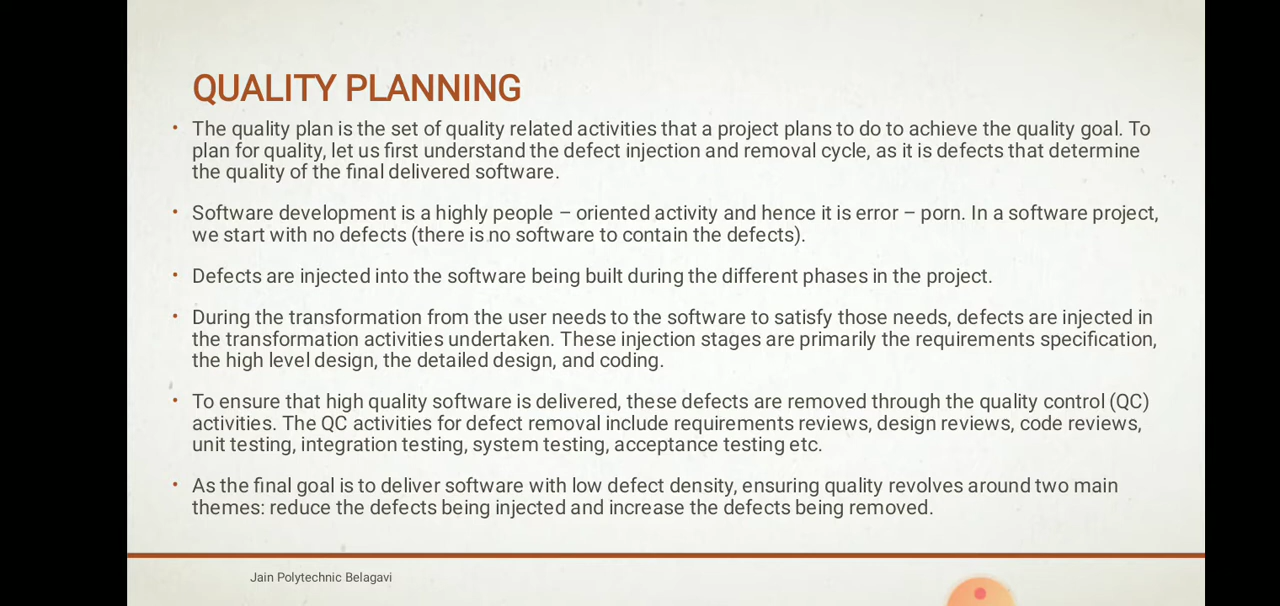 QUALITY PLANNING
• The quality plan is the set of quality related activities that a project plans to do to achieve the quality goal. To
plan for quality, let us first understand the defect injection and removal cycle, as it is defects that determine
the quality of the final delivered software.
• Software development is a highly people – oriented activity and hence it is error – porn. In a software project,
we start with no defects (there is no software to contain the defects).
• Defects are injected into the software being built during the different phases in the project.
• During the transformation from the user needs to the software to satisfy those needs, defects are injected in
the transformation activities undertaken. These injection stages are primarily the requirements specification,
the high level design, the detailed design, and coding.
• To ensure that high quality software is delivered, these defects are removed through the quality control (QC)
activities. The QC activities for defect removal include requirements reviews, design reviews, code reviews,
unit testing, integration testing, system testing, acceptance testing etc.
• As the final goal is to deliver software with low defect density, ensuring quality revolves around two main
themes: reduce the defects being injected and increase the defects being removed.
Jain Polytechnic Belagavi